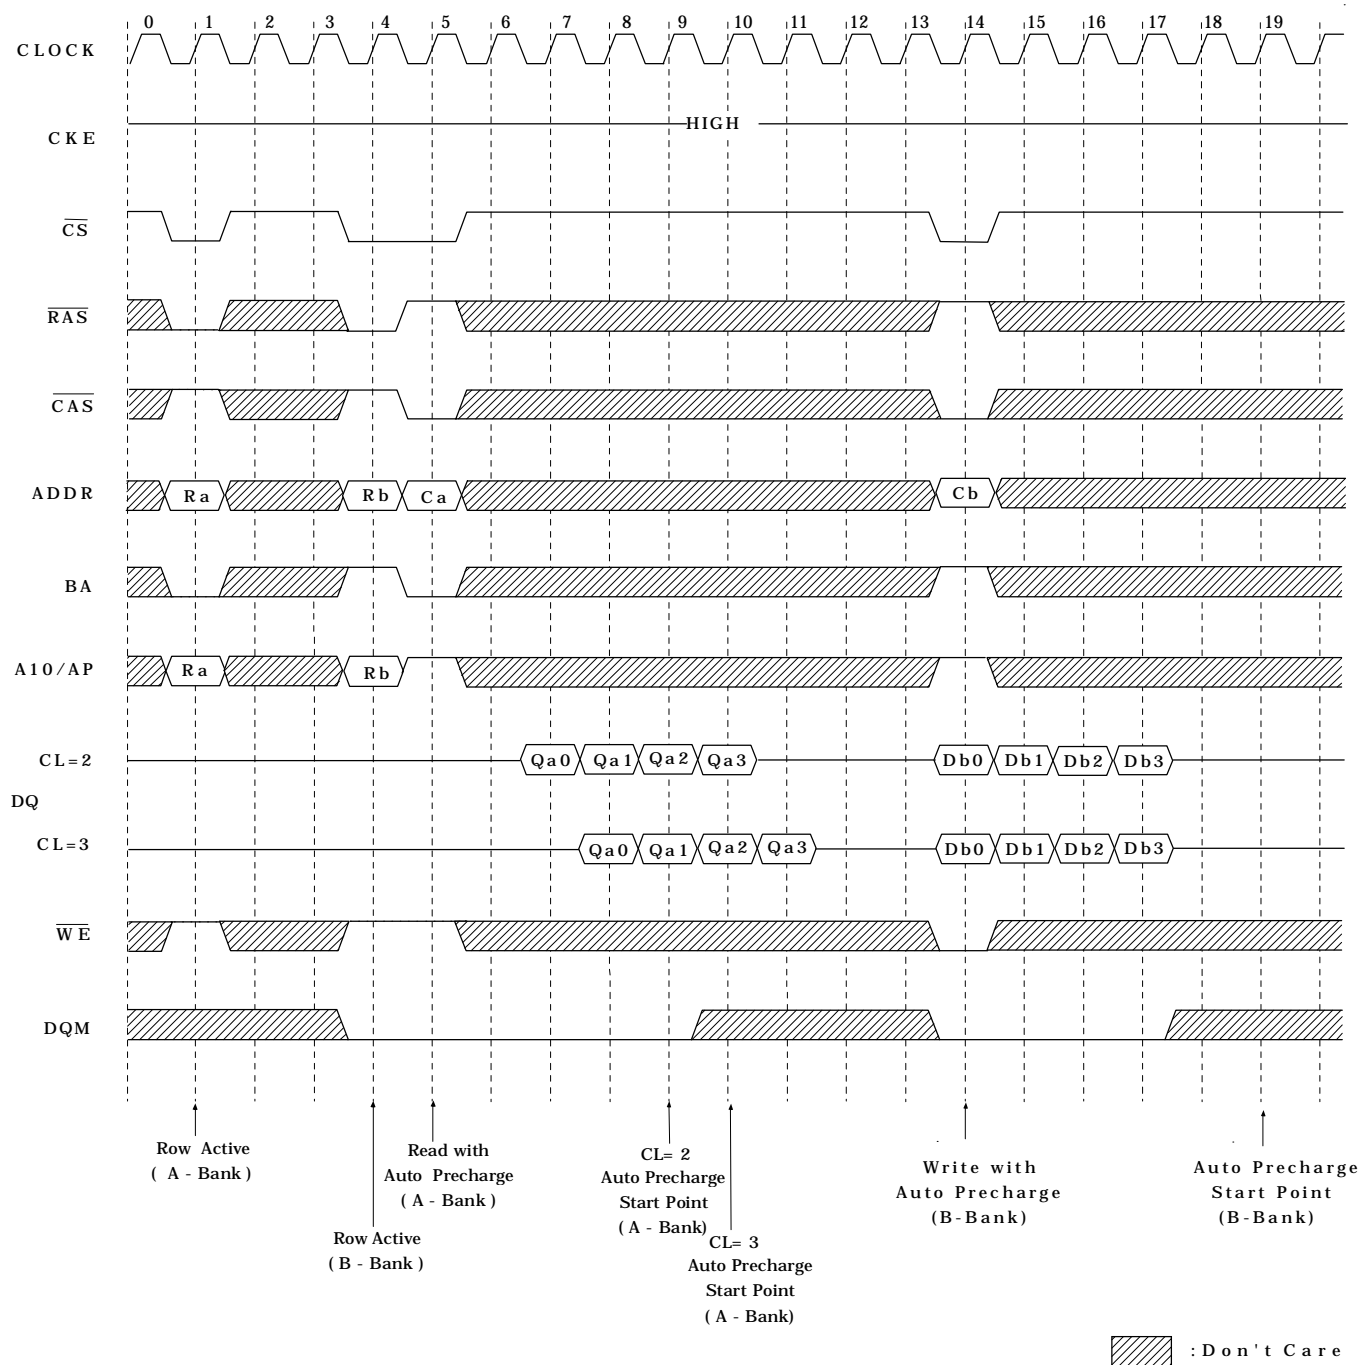 0 1 2 3 4 5 6 7 8 9 10 11 12 13 14 15 16 17 18 19
CLOCK
CKE
HIGH
CS
RAS
CAS
ADDR
Ra
Rb
Ca
Cb
BA
A10/AP
Ra
Rb
CL=2
Qa0 Qa1 Qa2 Qa3
Db0 Db1 Db2 Db3
DQ
CL=3
Qa0 Qa1 Qa2 Qa3
Db0 Db1 Db2 Db3
WE
DQM
Row Active
( A - Bank )
Row Active
( B - Bank )
Read with
Auto Precharge
( A - Bank )
CL= 2
Auto Precharge
Start Point
( A - Bank)
CL= 3
Auto Precharge
Start Point
( A - Bank)
Write with
Auto Precharge
(B-Bank)
Auto Precharge
Start Point
(B-Bank)
:Don't Care